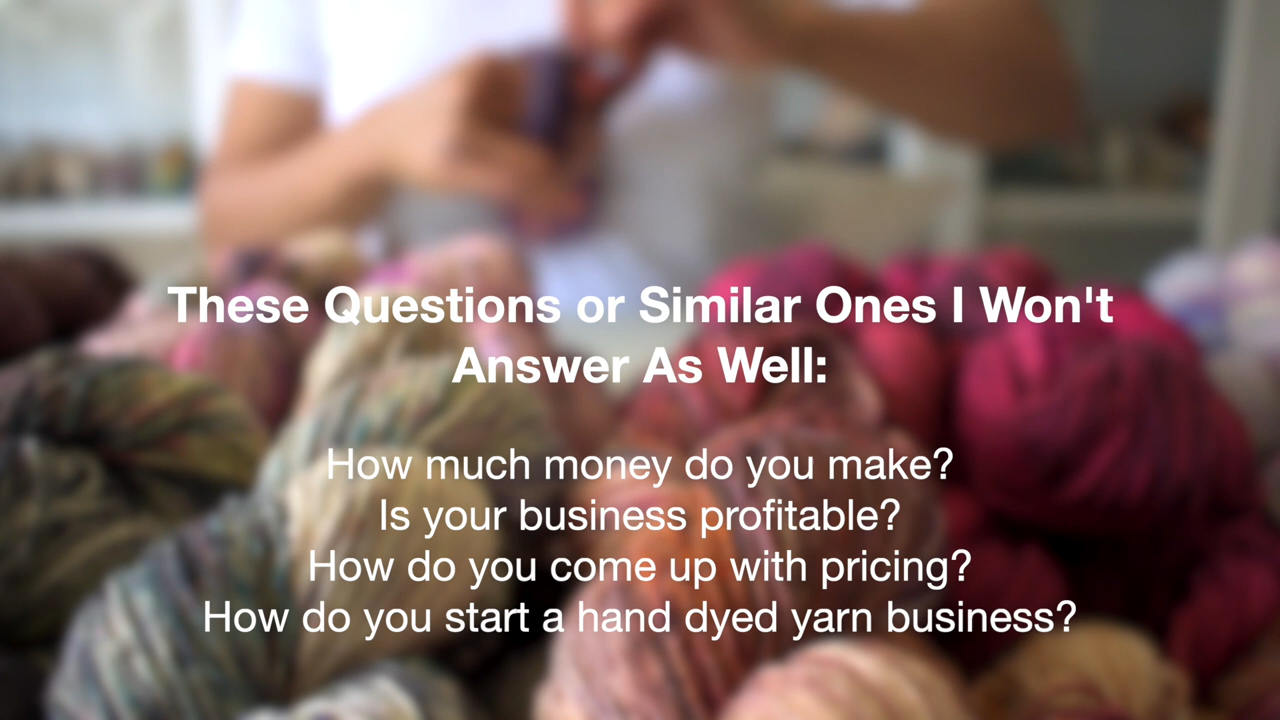 These Questions or Similar Ones I Won't
Answer As Well:
How much money do you make?
Is your business profitable?
How do you come up with pricing?
How do you start a hand dyed yarn business?